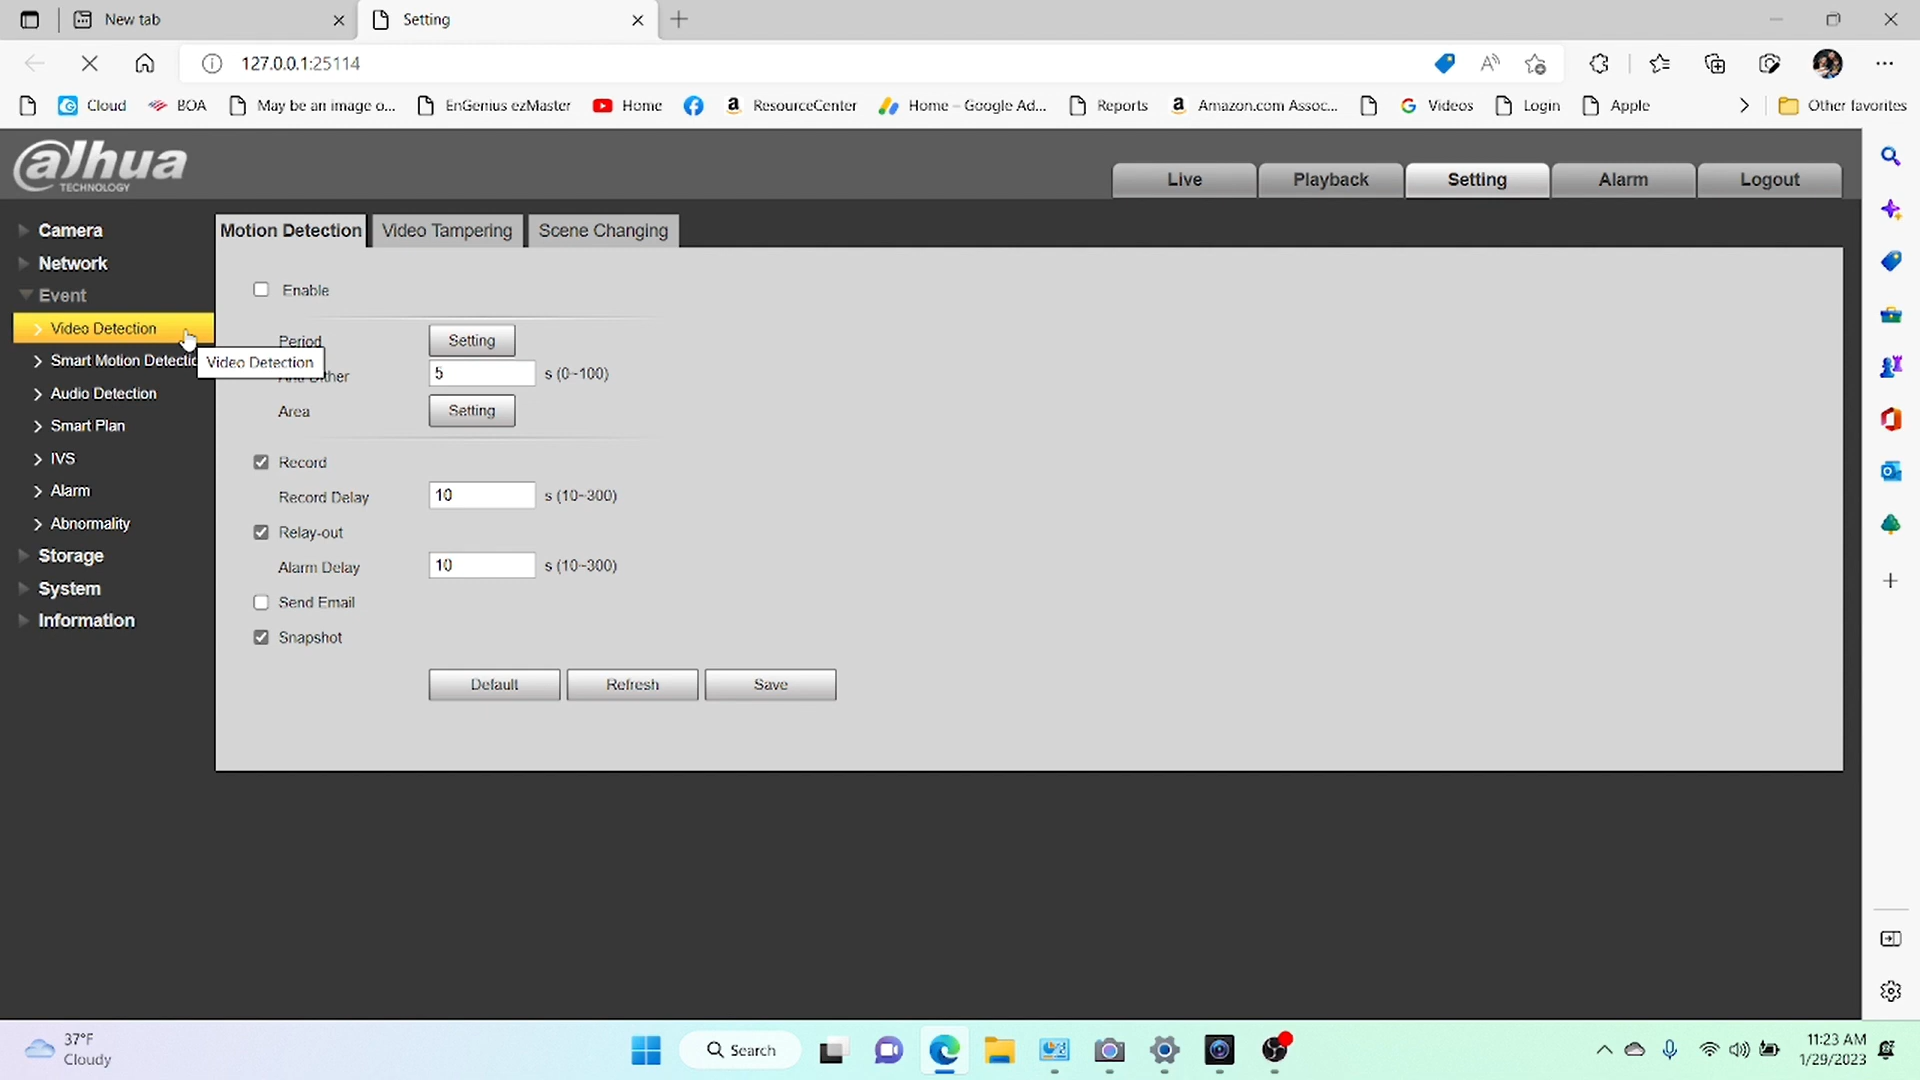 New tab
Setting
127.0.0.1:25114
Cloud
BOA
May be an image o...
EnGenius ezMaster
Home
ResourceCenter
Home – Google Ad...
Reports
Amazon.com Assoc...
Videos
Login
Apple
Other favorites
alhua
TECHNOLOGY
Live
Playback
Setting
Alarm
Logout
Camera
Network
Event
Video Detection
Smart Motion Detectio
Audio Detection
Smart Plan
IVS
Alarm
Abnormality
Storage
System
Information
Motion Detection
Video Tampering
Scene Changing
Enable
Period
Setting
Video Detection
Anti-Dither
5
s (0~100)
Area
Setting
Record
Record Delay
10
s (10~300)
Relay-out
Alarm Delay
10
s (10~300)
Send Email
Snapshot
Default
Refresh
Save
37°F
Cloudy
Search
11:23 AM
1/29/2023